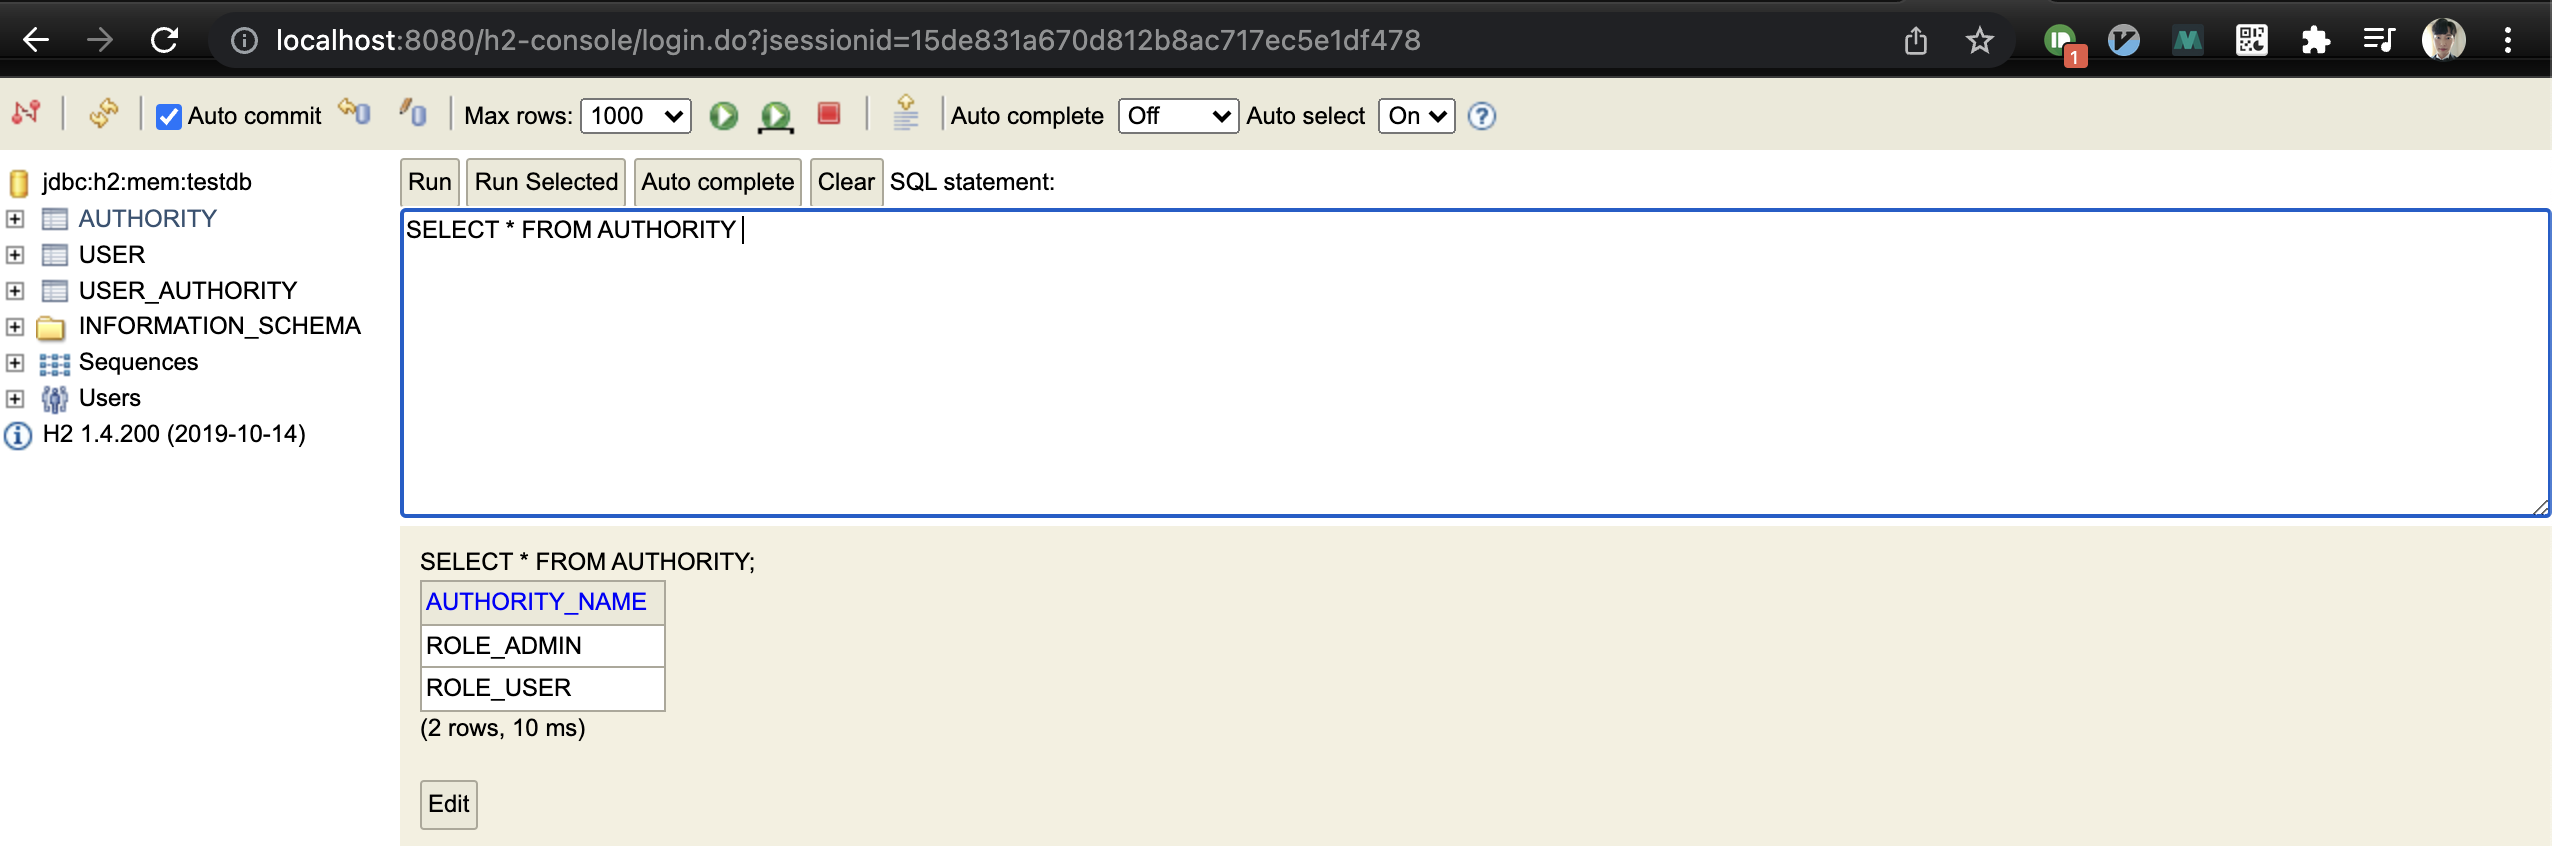 localhost:8080/h2-console/login.do?jsessionid=15de831a670d812b8ac717ec5e1df478
1
Auto commit Max rows: 1000 Auto complete Off Auto select On ?
jdbc:h2:mem:testdb
AUTHORITY
USER
USER_AUTHORITY
INFORMATION_SCHEMA
Sequences
Users
H2 1.4.200 (2019-10-14)
Run Run Selected Auto complete Clear SQL statement:
SELECT * FROM AUTHORITY
SELECT * FROM AUTHORITY;
AUTHORITY_NAME
ROLE_ADMIN
ROLE_USER
(2 rows, 10 ms)
Edit